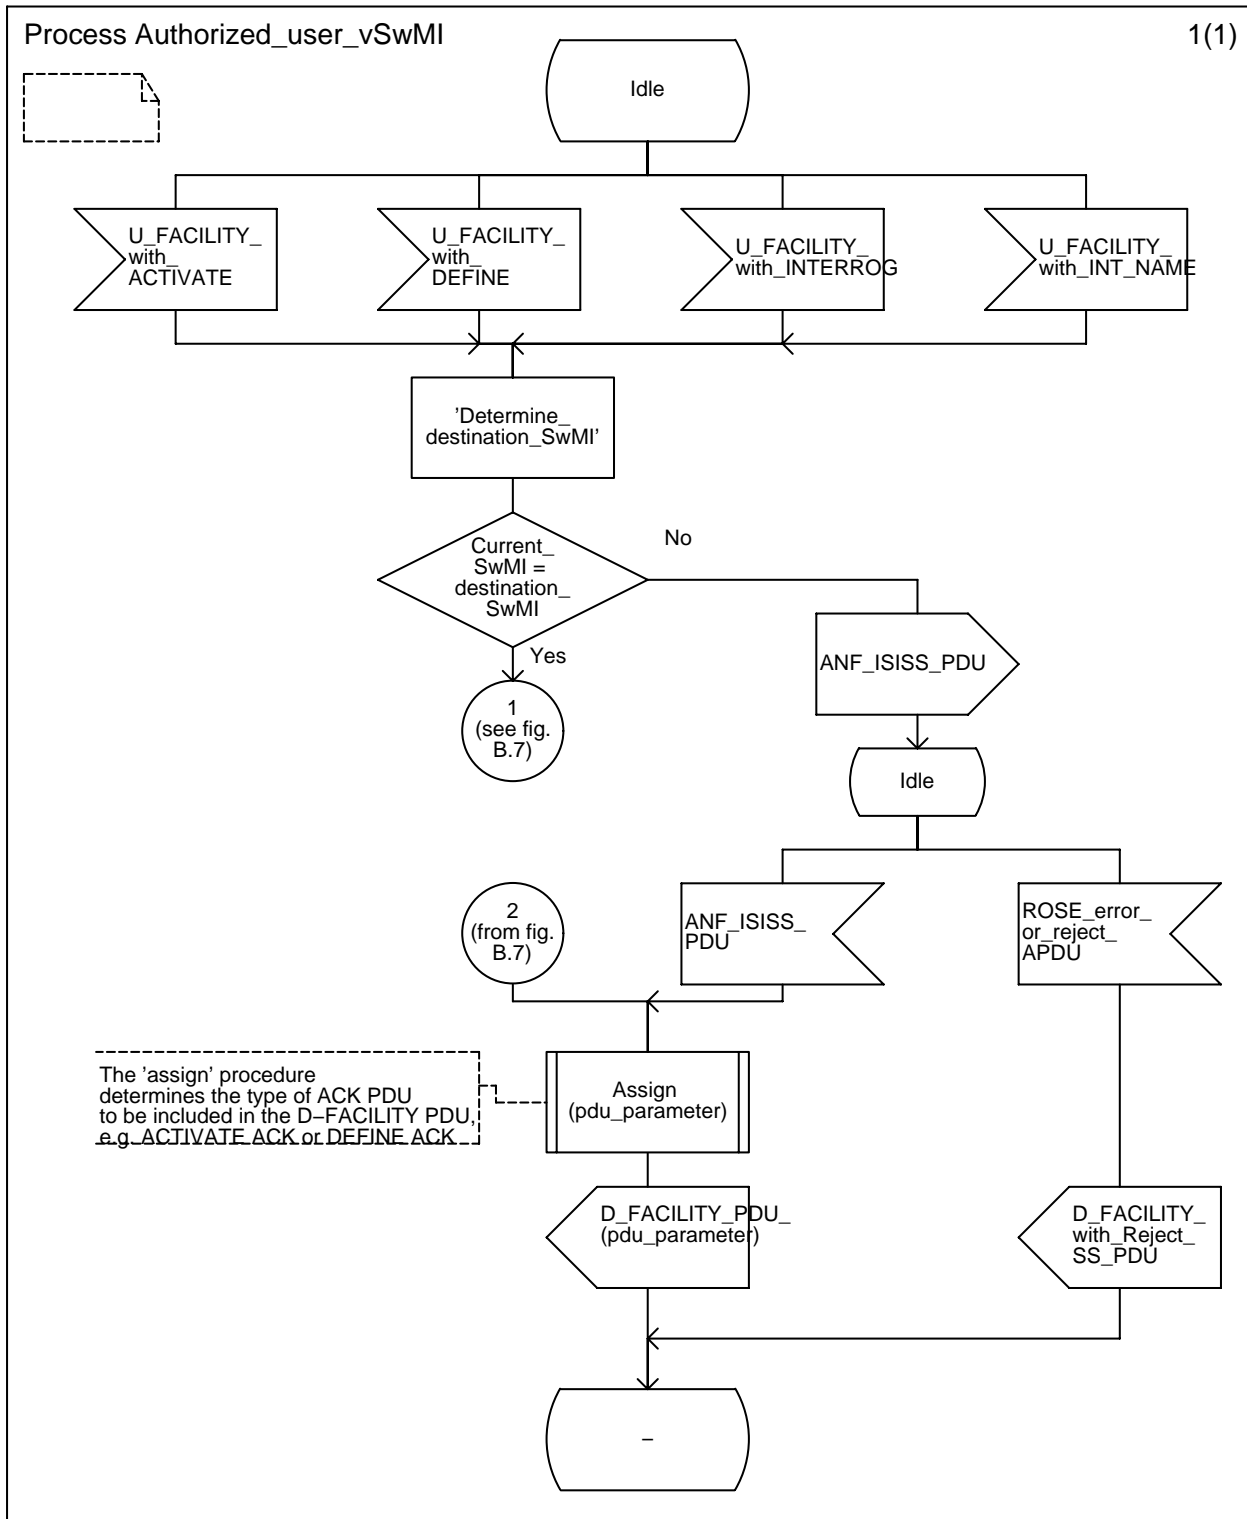 Process Authorized_user_vSwMI
1(1)
Idle
U_FACILITY_
with_
ACTIVATE
U_FACILITY_
with_
DEFINE
U_FACILITY_
with_INTERROG
U_FACILITY_
with_INT_NAME
’Determine_
destination_SwMI’
Current_
SwMI =
destination_
SwMI
No
Yes
ANF_ISISS_PDU
1
(see fig.
B.7)
Idle
2
(from fig.
B.7)
ANF_ISISS_
PDU
ROSE_error_
or_reject_
APDU
The ’assign’ procedure
determines the type of ACK PDU
to be included in the D–FACILITY PDU,
e.g. ACTIVATE ACK or DEFINE ACK
Assign
(pdu_parameter)
D_FACILITY_PDU_
(pdu_parameter)
D_FACILITY_
with_Reject_
SS_PDU
–